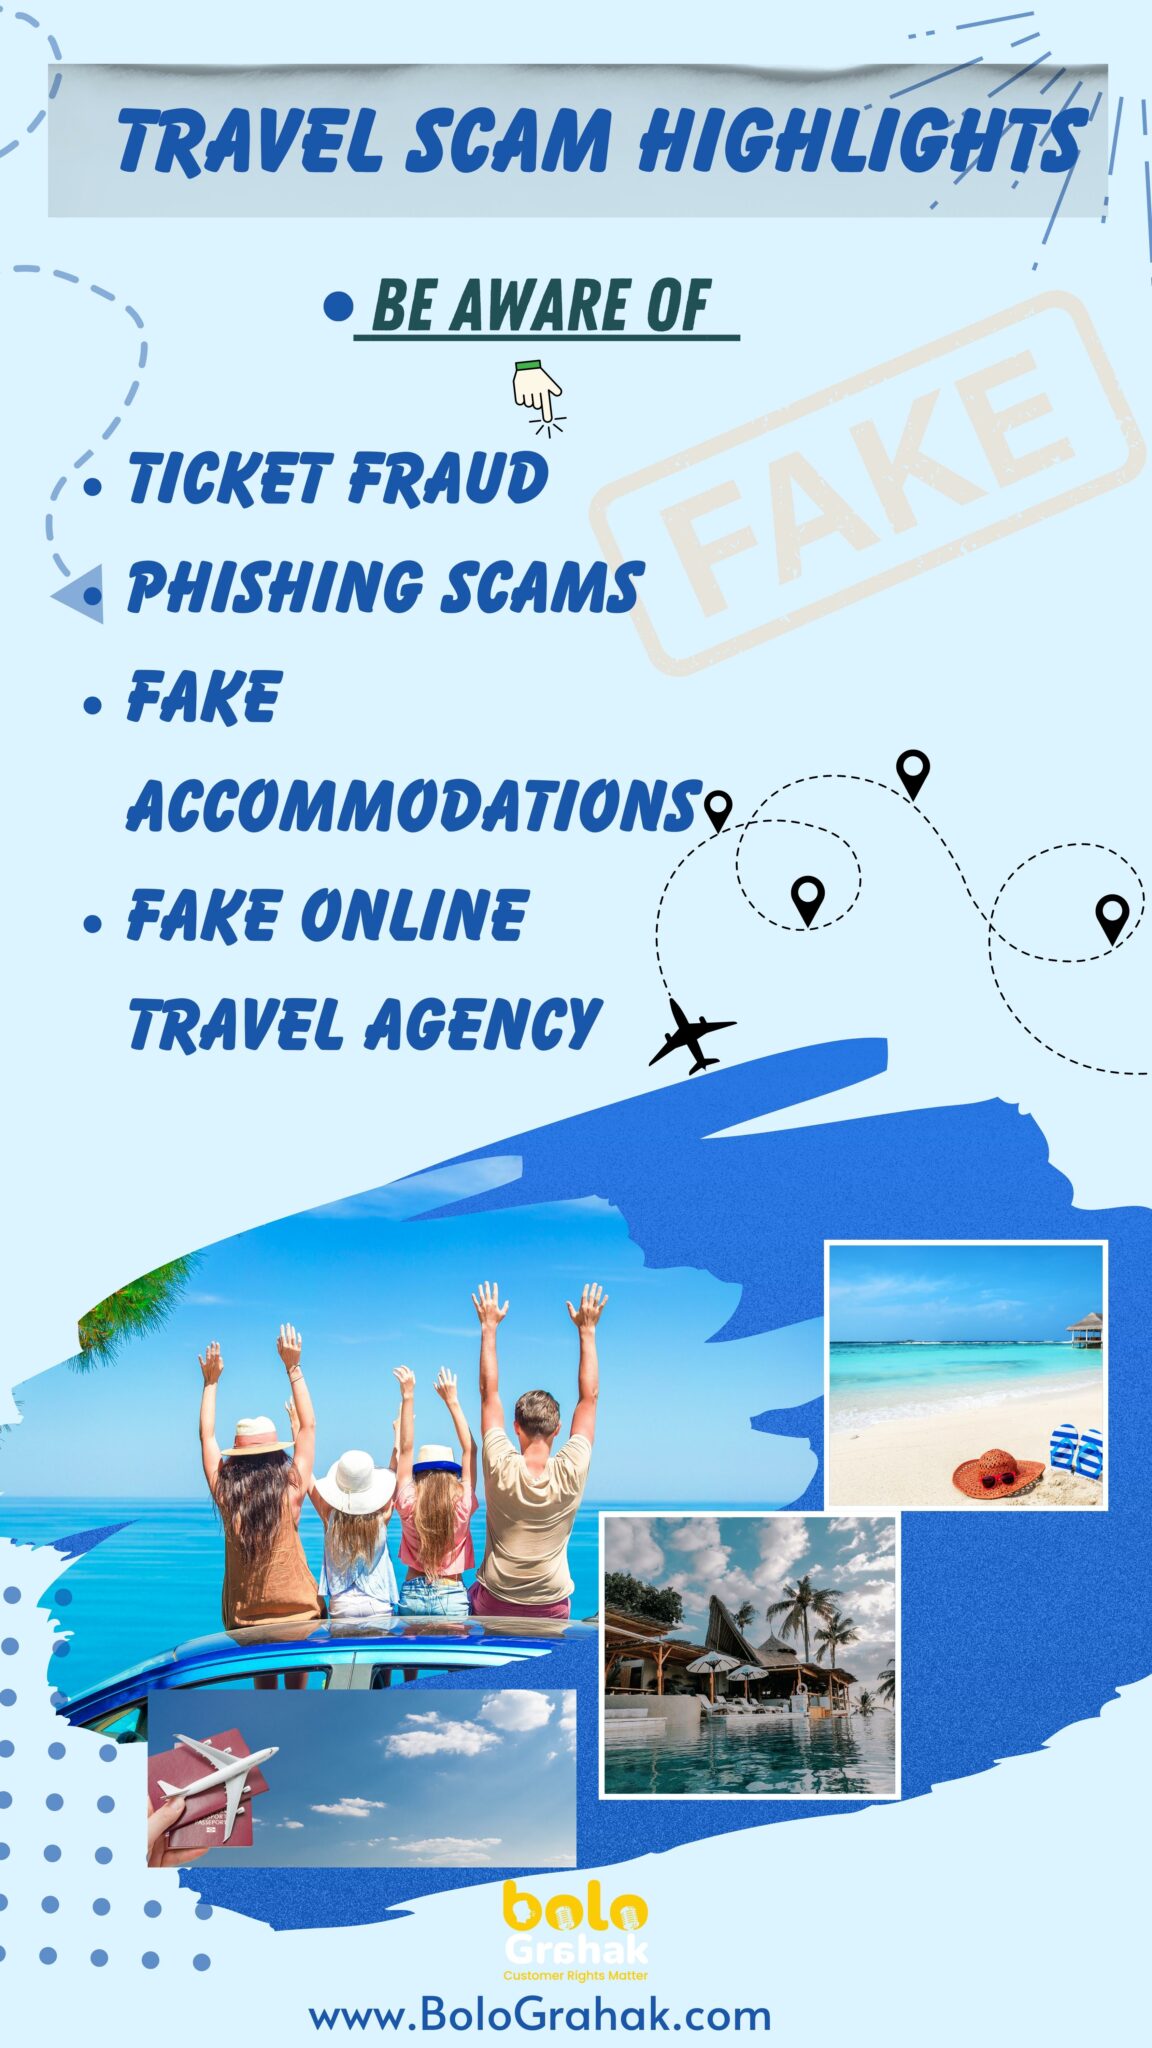 TRAVEL SCAM HIGHLIGHTS
• BE AWARE OF
FAKE
• TICKET FRAUD
• PHISHING SCAMS
• FAKE
ACCOMMODATIONS
• FAKE ONLINE
TRAVEL AGENCY
bolo
Grahak
Customer Rights Matter
www.BoloGrahak.com